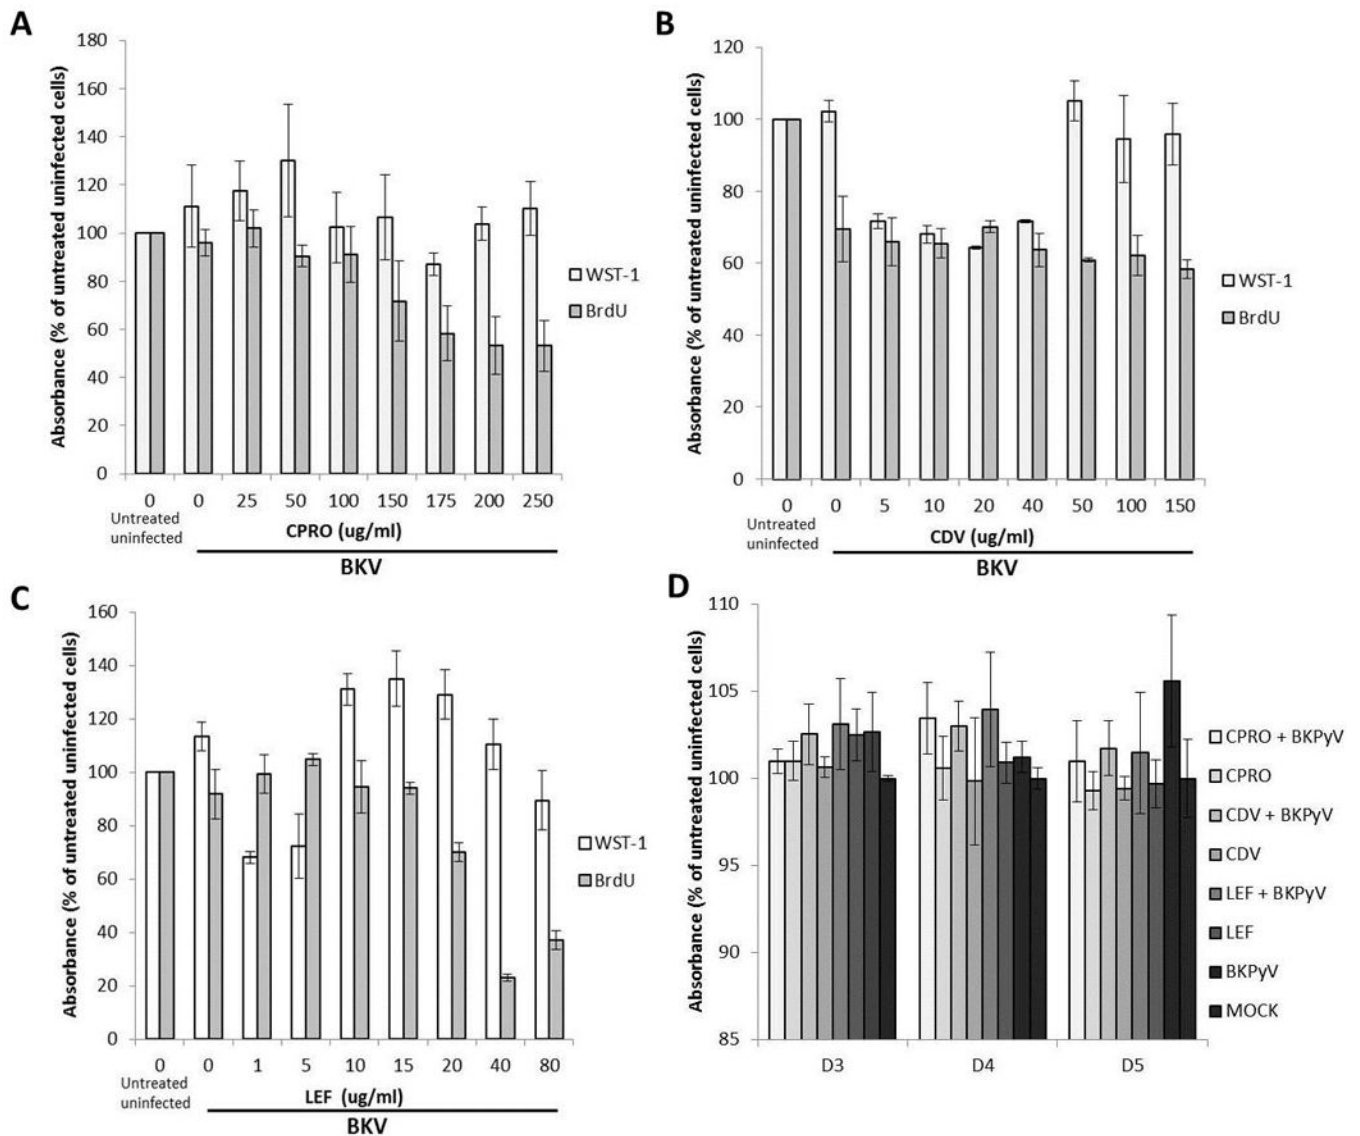 A
Absorbance (% of untreated uninfected cells)
180
160
140
120
100
80
60
40
20
0
0 0 25 50 100 150 175 200 250
Untreated
uninfected
CPRO (ug/ml)
BKV
WST-1
BrdU
B
Absorbance (% of untreated uninfected cells)
120
100
80
60
40
20
0
0 0 5 10 20 40 50 100 150
Untreated
uninfected
CDV (ug/ml)
BKV
WST-1
BrdU
C
Absorbance (% of untreated uninfected cells)
160
140
120
100
80
60
40
20
0
0 0 1 5 10 15 20 40 80
Untreated
uninfected
LEF (ug/ml)
BKV
WST-1
BrdU
D
Absorbance (% of untreated uninfected cells)
110
105
100
95
90
85
D3 D4 D5
CPRO + BKPyV
CPRO
CDV + BKPyV
CDV
LEF + BKPyV
LEF
BKPyV
MOCK